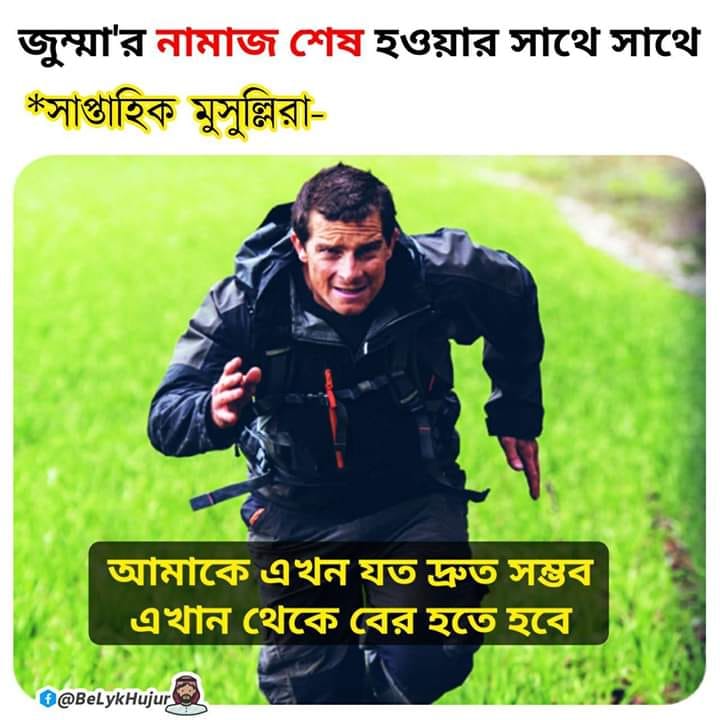 জুম্মা'র নামাজ শেষ হওয়ার সাথে সাথে
*সাপ্তাহিক মুসুল্লিরা-
আমাকে এখন যত দ্রুত সম্ভব
এখান থেকে বের হতে হবে
@BeLykHujur